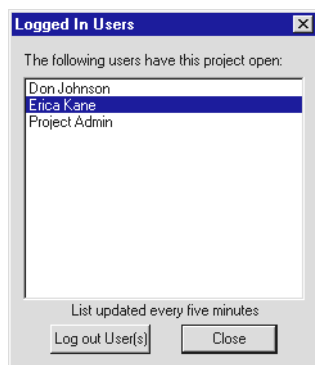 Logged In Users
The following users have this project open:
Don Johnson
Erica Kane
Project Admin
List updated every five minutes
Log out User(s)
Close